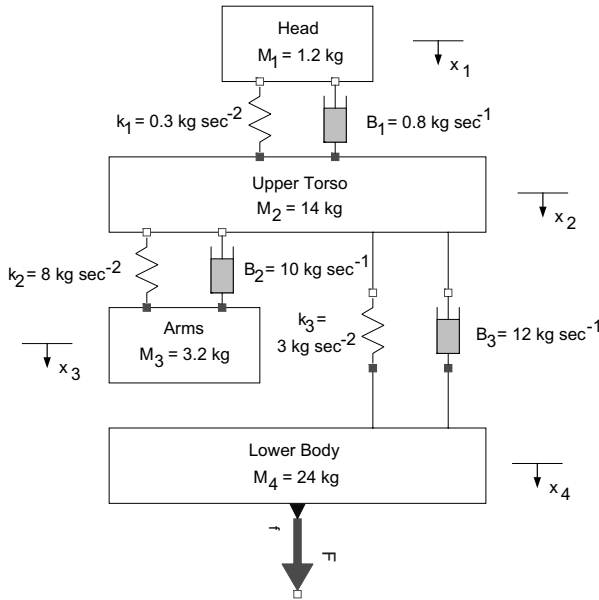 Head
M₁ = 1.2 kg
x₁
k₁ = 0.3 kg sec⁻²
B₁ = 0.8 kg sec⁻¹
Upper Torso
M₂ = 14 kg
x₂
k₂ = 8 kg sec⁻²
B₂ = 10 kg sec⁻¹
Arms
M₃ = 3.2 kg
x₃
k₃ =
3 kg sec⁻²
B₃ = 12 kg sec⁻¹
Lower Body
M₄ = 24 kg
x₄
f
F